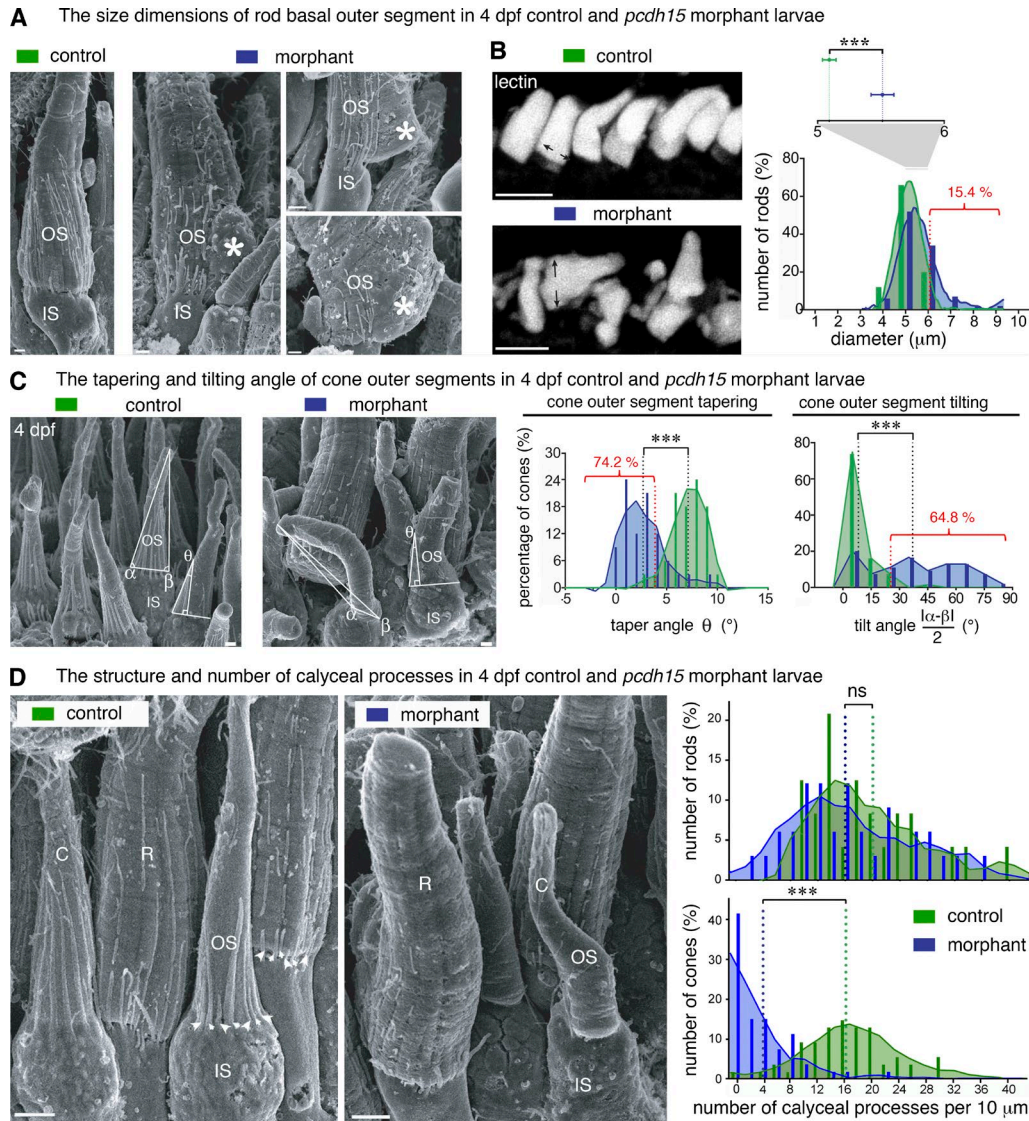 A The size dimensions of rod basal outer segment in 4 dpf control and pcdh15 morphant larvae
control
morphant
OS
IS
OS
*
IS
OS
*
IS
OS
*
B
control
lectin
morphant
***
5 6
number of rods (%)
80
60
40
20
0
15.4 %
1 2 3 4 5 6 7 8 9 10
diameter (μm)
C The tapering and tilting angle of cone outer segments in 4 dpf control and pcdh15 morphant larvae
control
morphant
4 dpf
OS
α β
θ
IS
θ
OS
α
β
IS
cone outer segment tapering
percentage of cones (%)
30
24
18
12
6
0
74.2 %
***
-5 0 5 10 15
taper angle θ (°)
cone outer segment tilting
80
60
40
20
0
***
64.8 %
0 15 30 45 60 75 90
tilt angle |α-β|/2 (°)
D The structure and number of calyceal processes in 4 dpf control and pcdh15 morphant larvae
control
C
R
OS
IS
morphant
R
C
OS
IS
number of rods (%)
20
15
10
5
0
ns
number of cones (%)
40
30
20
10
0
***
control
morphant
0 4 8 12 16 20 24 28 32 36 40
number of calyceal processes per 10 μm